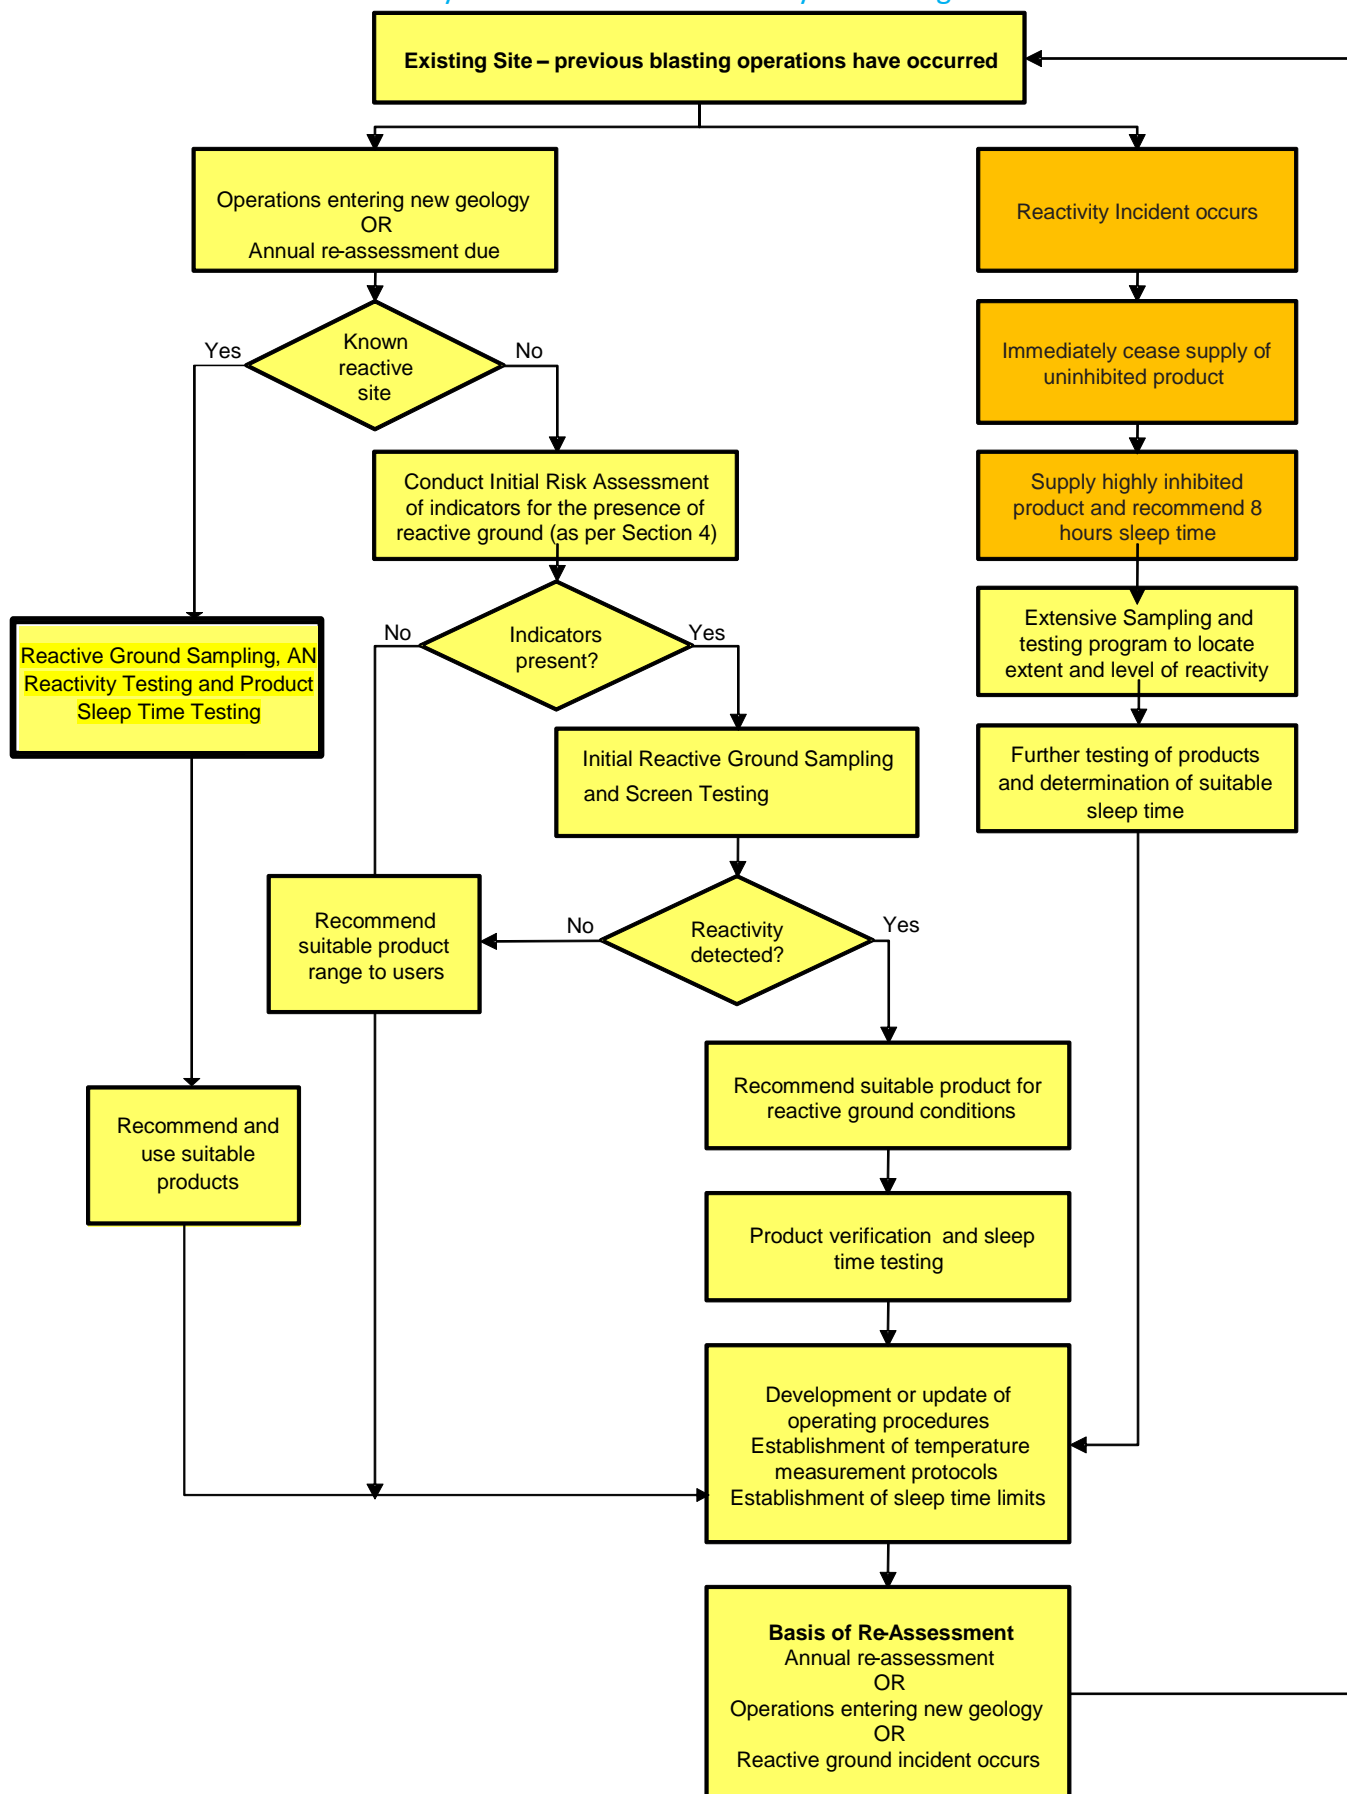 Existing Site – previous blasting operations have occurred
Operations entering new geology
OR
Annual re-assessment due
Reactivity Incident occurs
Known
reactive
site
Yes
No
Immediately cease supply of
uninhibited product
Conduct Initial Risk Assessment
of indicators for the presence of
reactive ground (as per Section 4)
Supply highly inhibited
product and recommend 8
hours sleep time
Indicators
present?
No
Yes
Extensive Sampling and
testing program to locate
extent and level of reactivity
Reactive Ground Sampling, AN
Reactivity Testing and Product
Sleep Time Testing
Initial Reactive Ground Sampling
and Screen Testing
Further testing of products
and determination of suitable
sleep time
Recommend
suitable product
range to users
No
Reactivity
detected?
Yes
Recommend suitable product for
reactive ground conditions
Recommend and
use suitable
products
Product verification and sleep
time testing
Development or update of
operating procedures
Establishment of temperature
measurement protocols
Establishment of sleep time limits
Basis of Re-Assessment
Annual re-assessment
OR
Operations entering new geology
OR
Reactive ground incident occurs